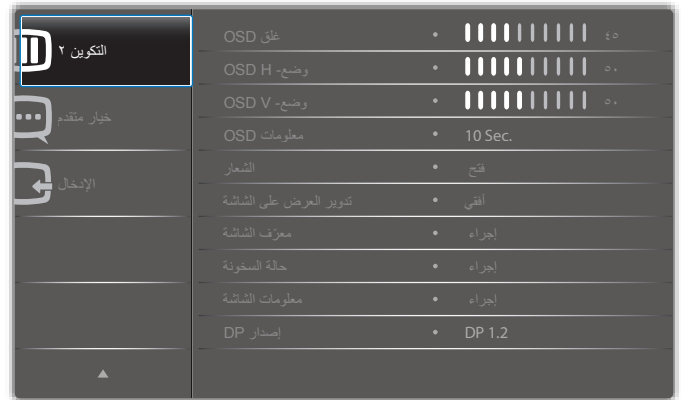 التكوين ٢
خيار متقدم
الإدخال
غلق OSD • ٤٥
وضع- OSD H • ٥٠
وضع- OSD V • ٥٠
معلومات OSD • 10 Sec.
الشعار • فتح
تدوير العرض على الشاشة • أفقي
معرّف الشاشة • إجراء
حالة السخونة • إجراء
معلومات الشاشة • إجراء
إصدار DP • DP 1.2